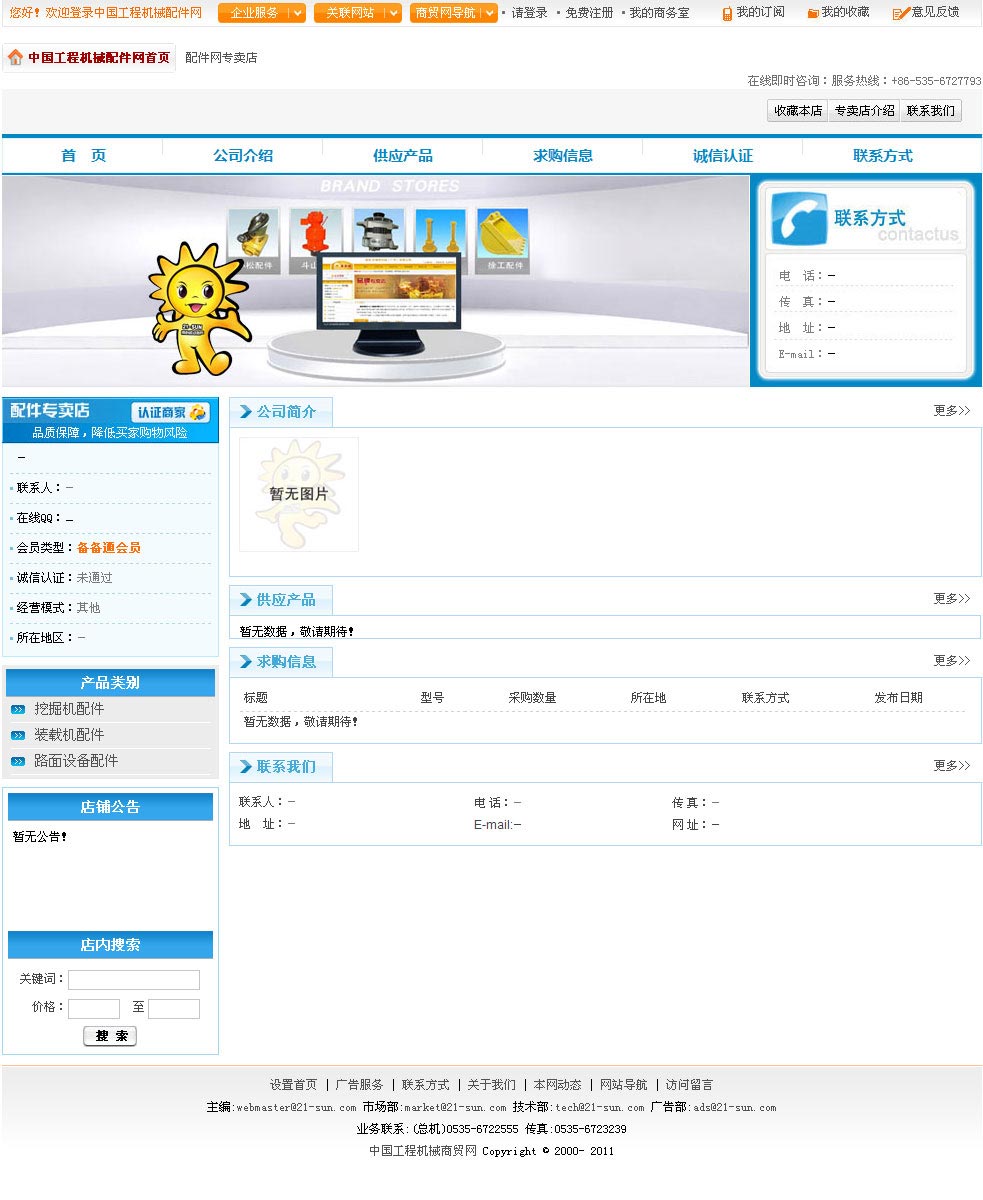 您好！欢迎登录中国工程机械配件网 企业服务 关联网站 商贸网导航 · 请登录 · 免费注册 · 我的商务室 我的订阅 我的收藏 意见反馈
中国工程机械配件网首页 配件网专卖店
在线即时咨询：服务热线：+86-535-6727793
收藏本店 专卖店介绍 联系我们
首 页 公司介绍 供应产品 求购信息 诚信认证 联系方式
BRAND STORES
徐工配件
21-SUN
联系方式
contactus
电 话：—
传 真：—
地 址：—
E-mail：—
配件专卖店 认证商家
品质保障，降低买家购物风险
—
联系人：—
在线QQ：—
会员类型：备备通会员
诚信认证：未通过
经营模式：其他
所在地区：—
产品类别
挖掘机配件
装载机配件
路面设备配件
店铺公告
暂无公告！
店内搜索
关键词：
价格： 至
搜 索
公司简介 更多>>
暂无图片
供应产品 更多>>
暂无数据，敬请期待！
求购信息 更多>>
标题 型号 采购数量 所在地 联系方式 发布日期
暂无数据，敬请期待！
联系我们 更多>>
联系人：— 电话：— 传真：—
地 址：— E-mail:— 网址：—
设置首页 | 广告服务 | 联系方式 | 关于我们 | 本网动态 | 网站导航 | 访问留言
主编:webmaster@21-sun.com 市场部:market@21-sun.com 技术部:tech@21-sun.com 广告部:ads@21-sun.com
业务联系:(总机)0535-6722555 传真:0535-6723239
中国工程机械商贸网 Copyright © 2000- 2011